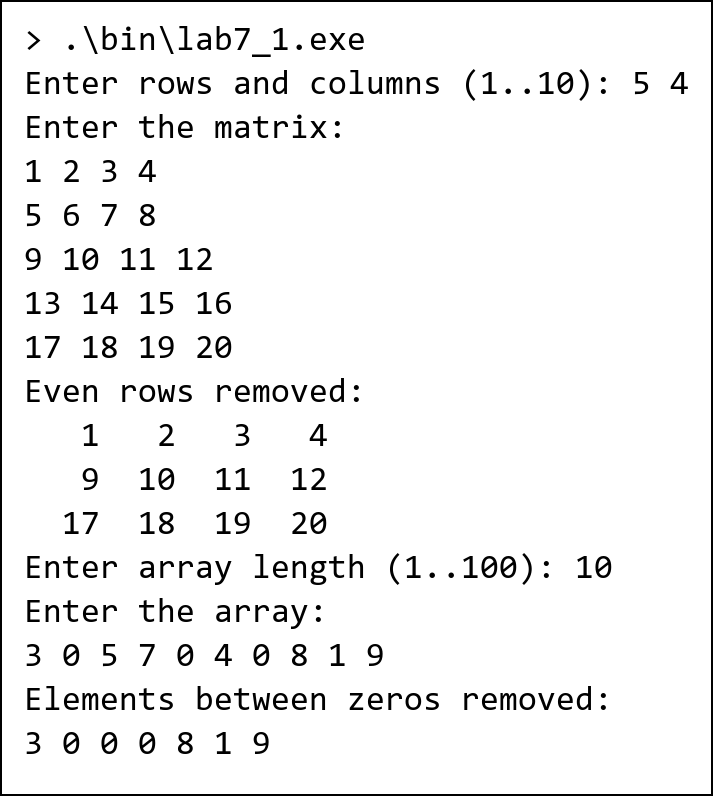 > .\bin\lab7_1.exe
Enter rows and columns (1..10): 5 4
Enter the matrix:
1 2 3 4
5 6 7 8
9 10 11 12
13 14 15 16
17 18 19 20
Even rows removed:
   1   2   3   4
   9  10  11  12
  17  18  19  20
Enter array length (1..100): 10
Enter the array:
3 0 5 7 0 4 0 8 1 9
Elements between zeros removed:
3 0 0 0 8 1 9